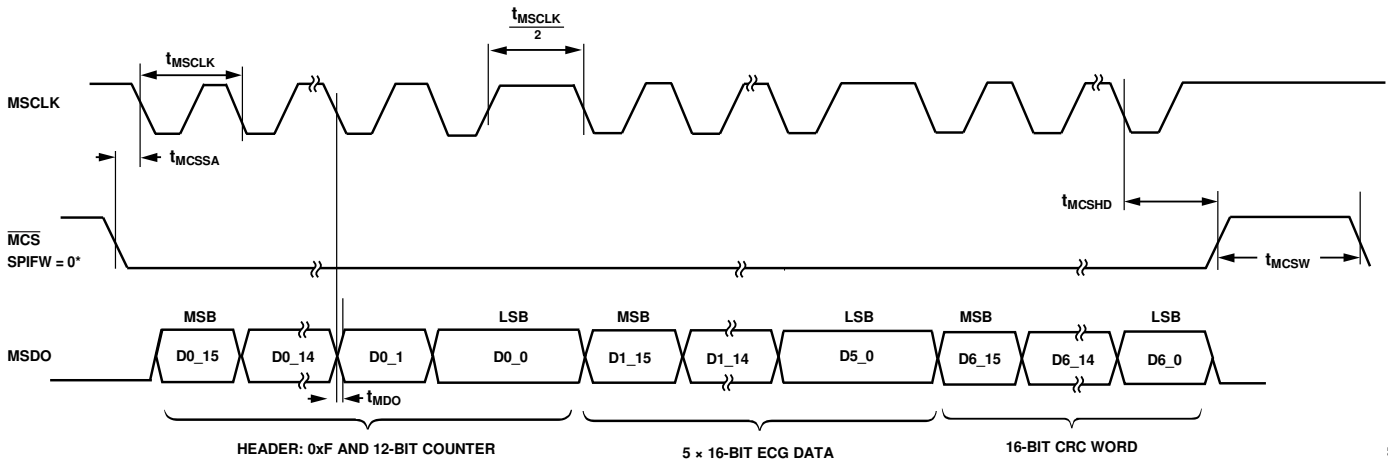 tMSCLK
tMSCLK
2
MSCLK
tMCSSA
tMCSHD
MCS
SPIFW = 0*
tMCSW
MSB LSB MSB LSB MSB LSB
MSDO D0_15 D0_14 D0_1 D0_0 D1_15 D1_14 D5_0 D6_15 D6_14 D6_0
tMDO
HEADER: 0xF AND 12-BIT COUNTER 5 × 16-BIT ECG DATA 16-BIT CRC WORD